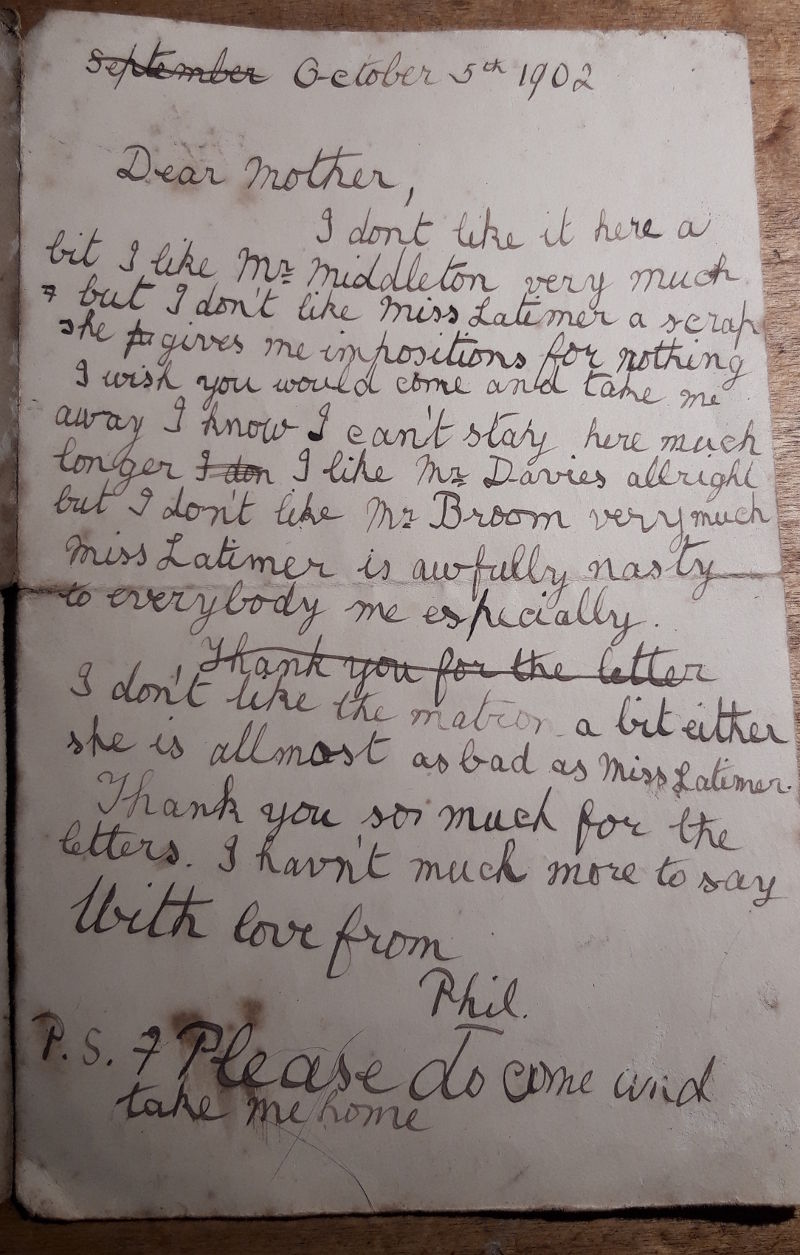 September October 5th 1902
Dear Mother,
I dont like it here a
bit I like Mr Middleton very much
but I don't like Miss Latimer a scrap
she gives me impositions for nothing
I wish you would come and take me
away I know I can't stay here much
longer I don I like Mr Davies allright
but I don't like Mr Broom very much
Miss Latimer is awfully nasty
to everybody me especially.
Thank you for the letter
I don't like the matron a bit either
she is allmost as bad as Miss Latimer.
Thank you so much for the
letters. I havn't much more to say
With love from
Phil.
P.S. Please do come and
take me home